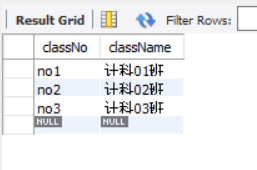 Result Grid Filter Rows:
classNo className
no1 计科01班
no2 计科02班
no3 计科03班
NULL NULL